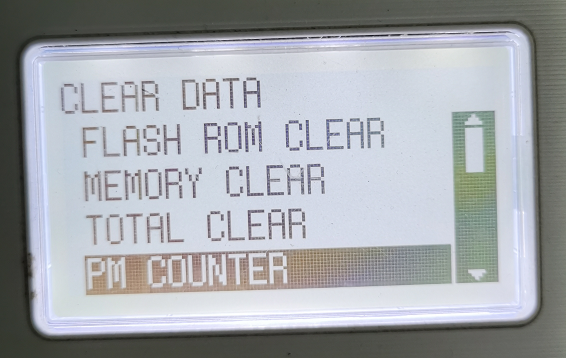 CLEAR DATA
FLASH ROM CLEAR
MEMORY CLEAR
TOTAL CLEAR
PM COUNTER